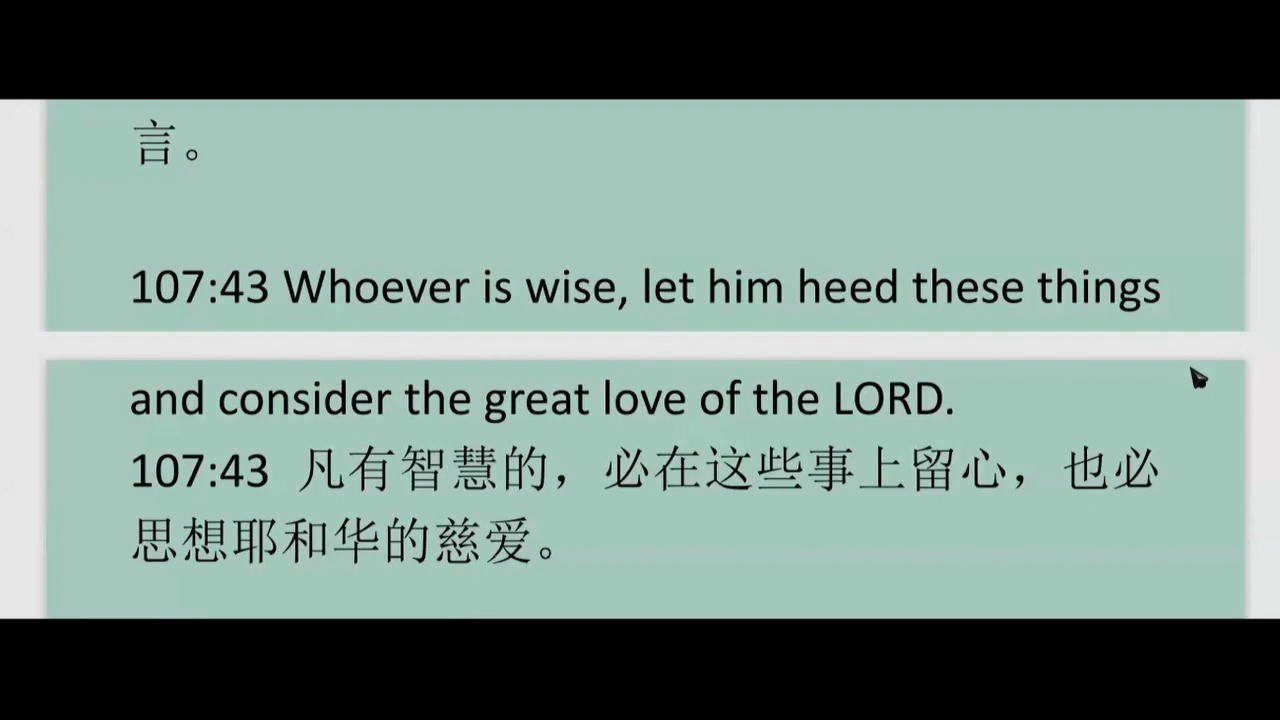 言。
107:43 Whoever is wise, let him heed these things
and consider the great love of the LORD.
107:43 凡有智慧的，必在这些事上留心，也必
思想耶和华的慈爱。